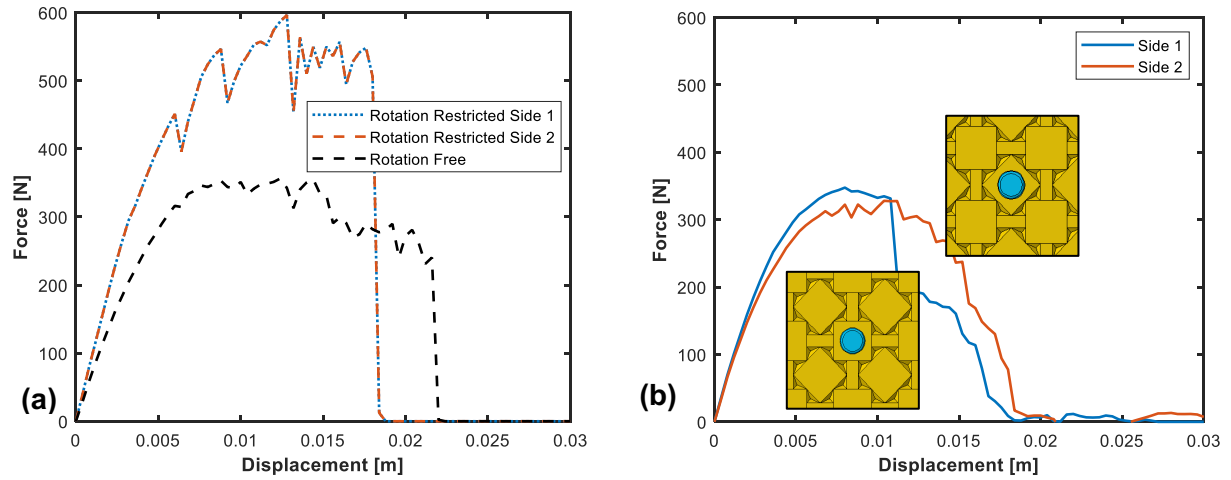 600
500
400
300
200
100
0
Force [N]
Rotation Restricted Side 1
Rotation Restricted Side 2
Rotation Free
(a)
0 0.005 0.01 0.015 0.02 0.025 0.03
Displacement [m]
600
500
400
300
200
100
0
Force [N]
Side 1
Side 2
(b)
0 0.005 0.01 0.015 0.02 0.025 0.03
Displacement [m]